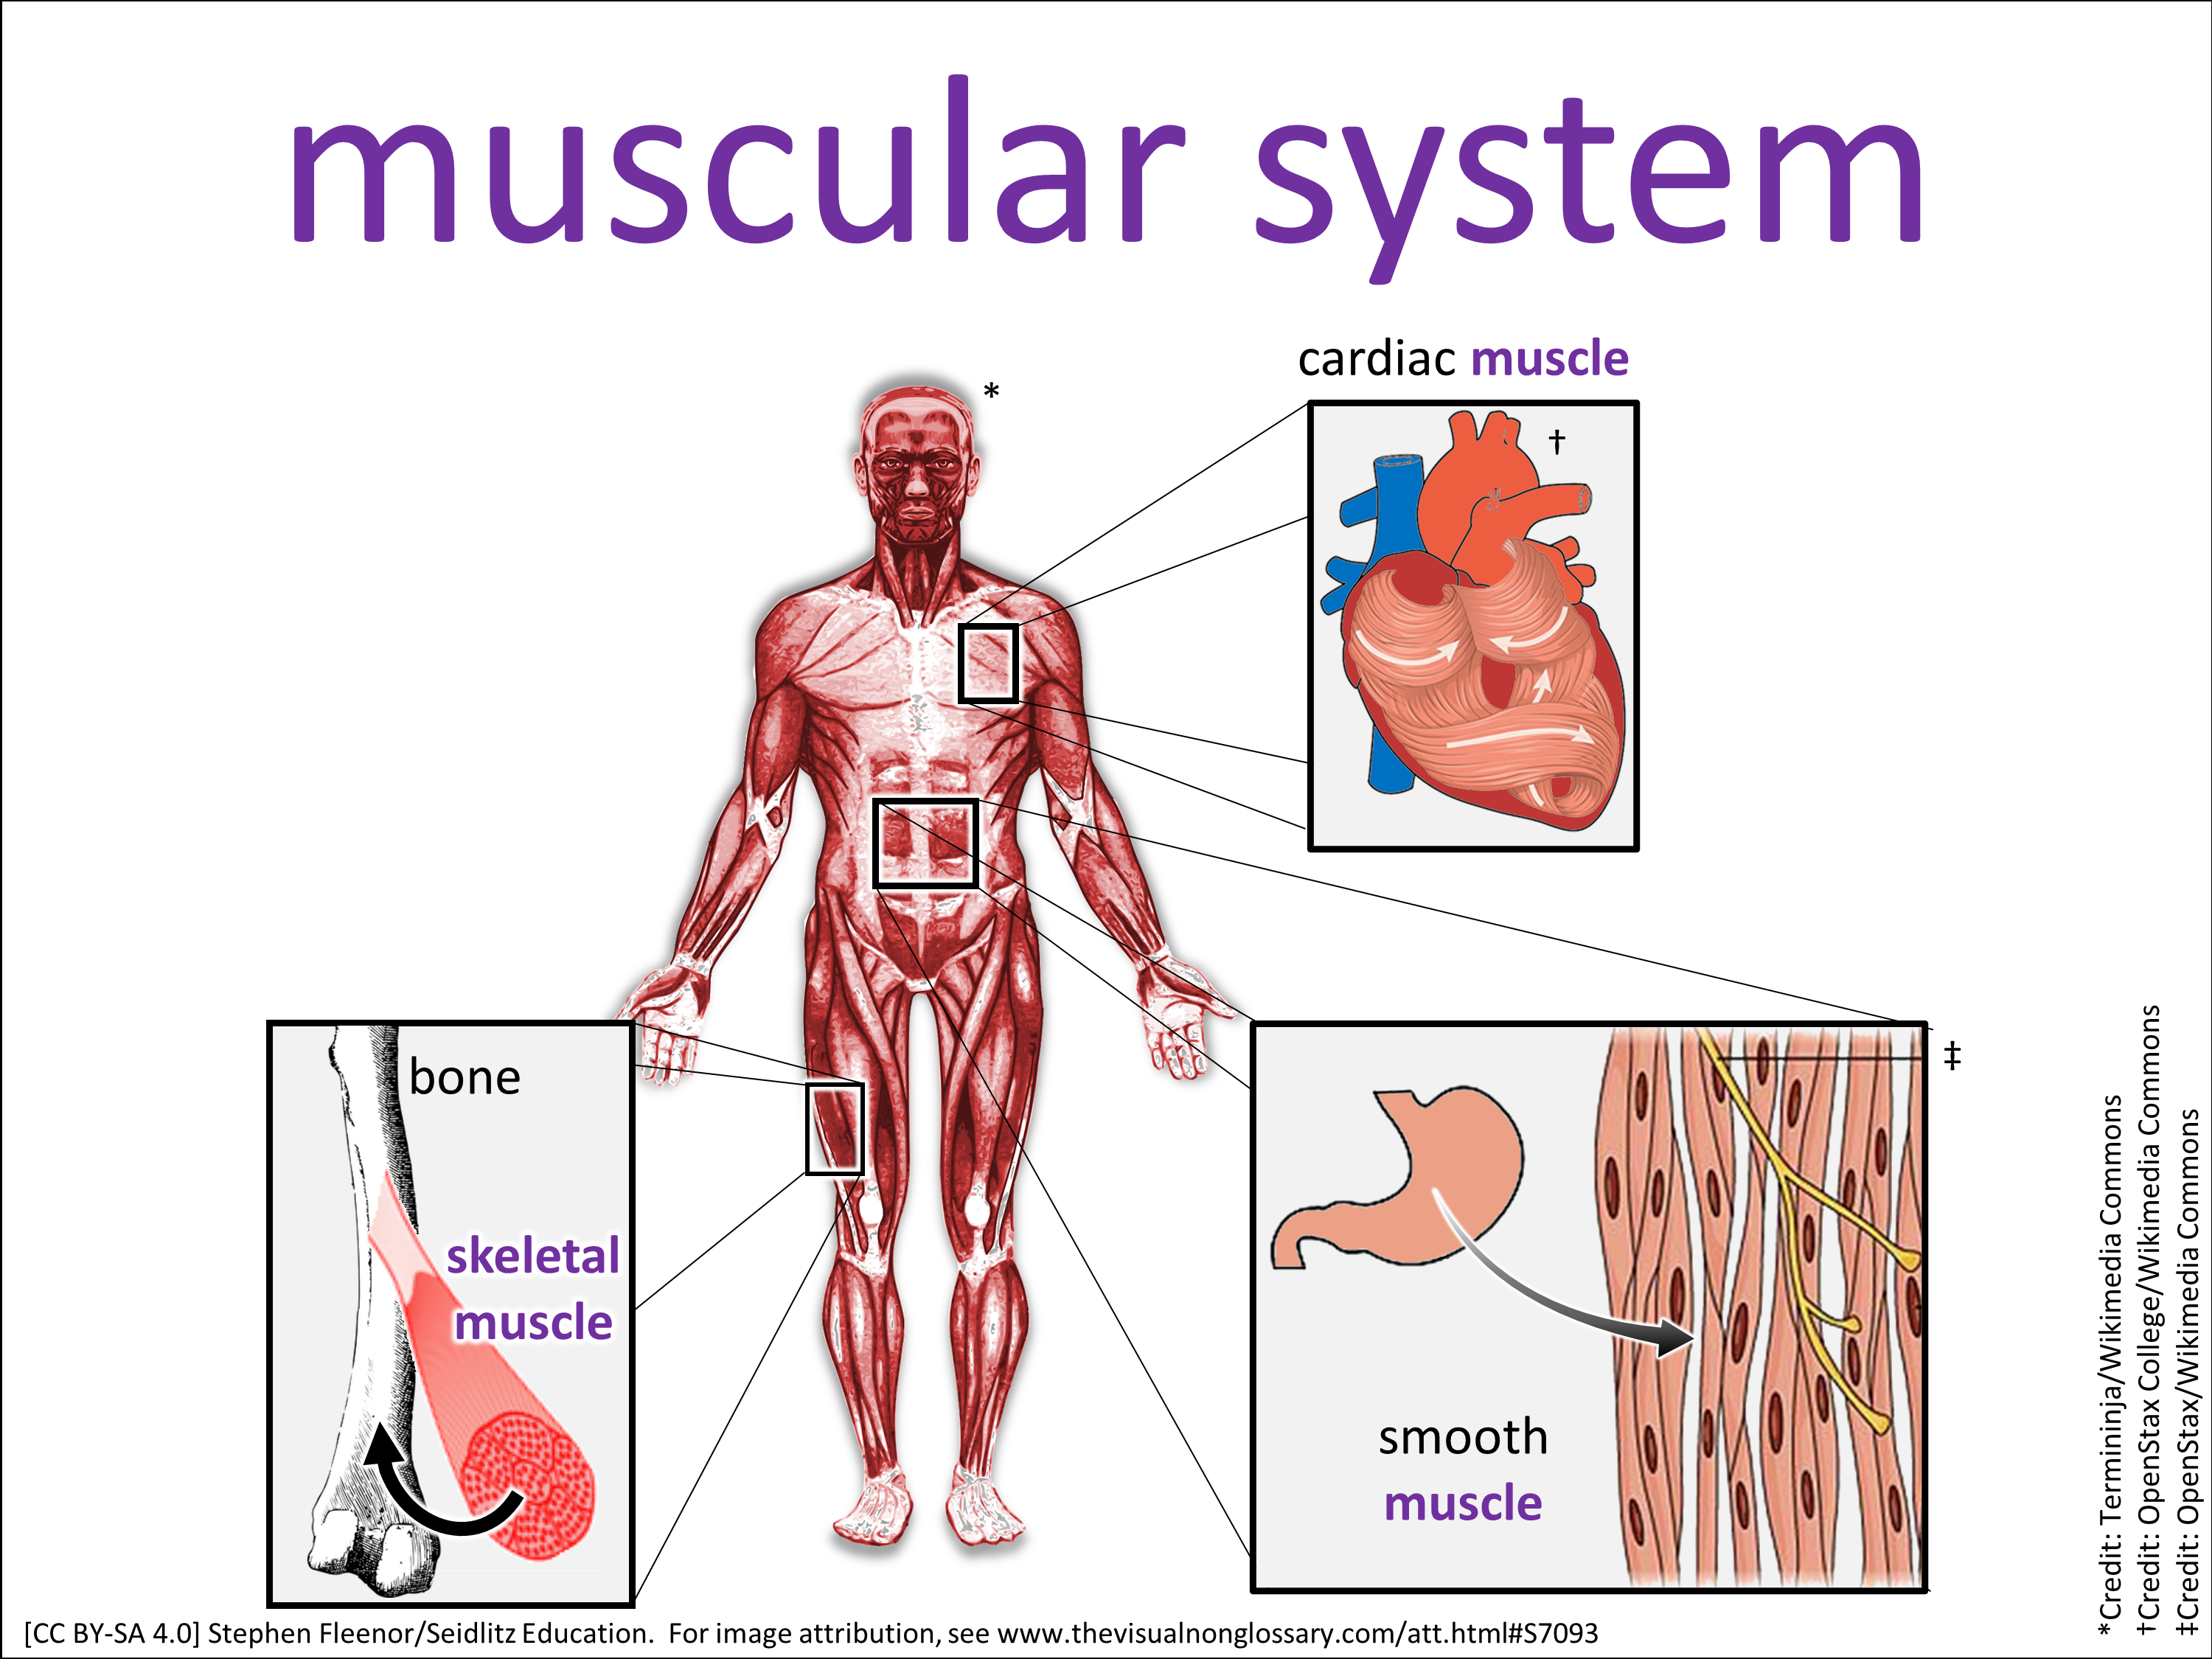 muscular system
cardiac muscle
*
†
bone
skeletal
muscle
‡
smooth
muscle
*Credit: Termininja/Wikimedia Commons
†Credit: OpenStax College/Wikimedia Commons
‡Credit: OpenStax/Wikimedia Commons
[CC BY-SA 4.0] Stephen Fleenor/Seidlitz Education.  For image attribution, see www.thevisualnonglossary.com/att.html#S7093